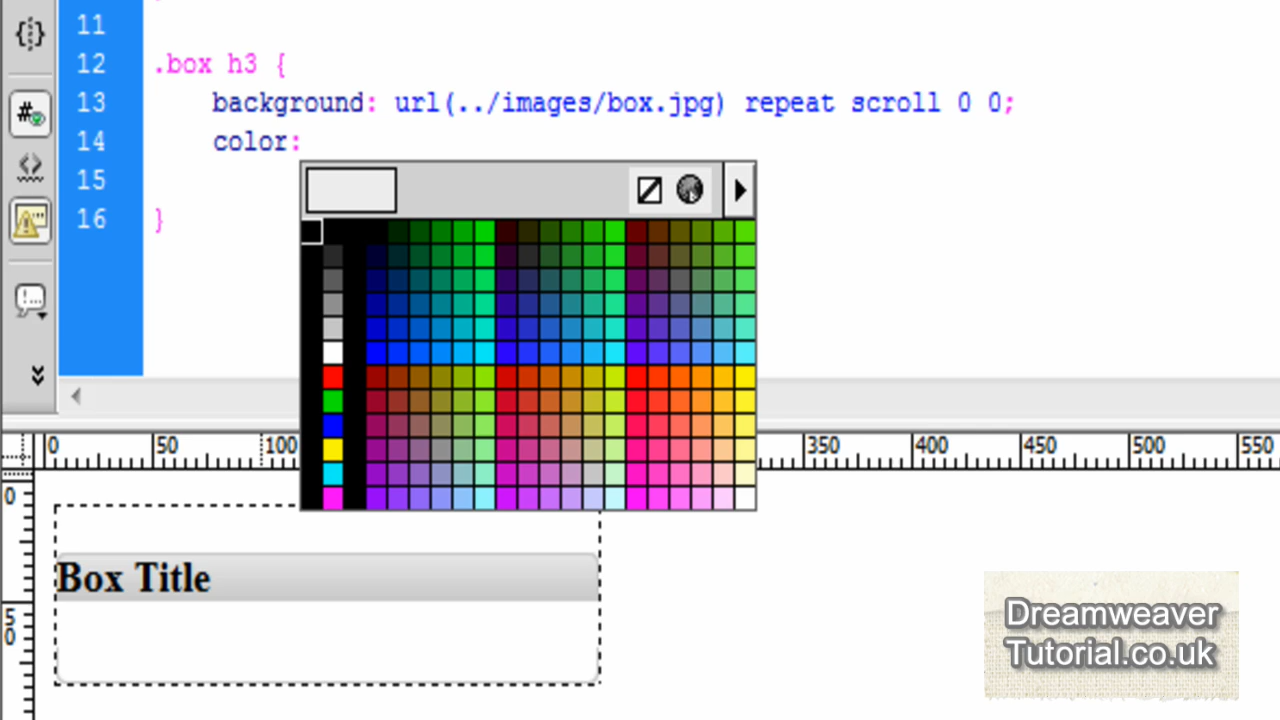 11
12 .box h3 {
13 background: url(../images/box.jpg) repeat scroll 0 0;
14 color:
15
16 }
0 50 100 350 400 450 500 550
0
Box Title
50
Dreamweaver
Tutorial.co.uk